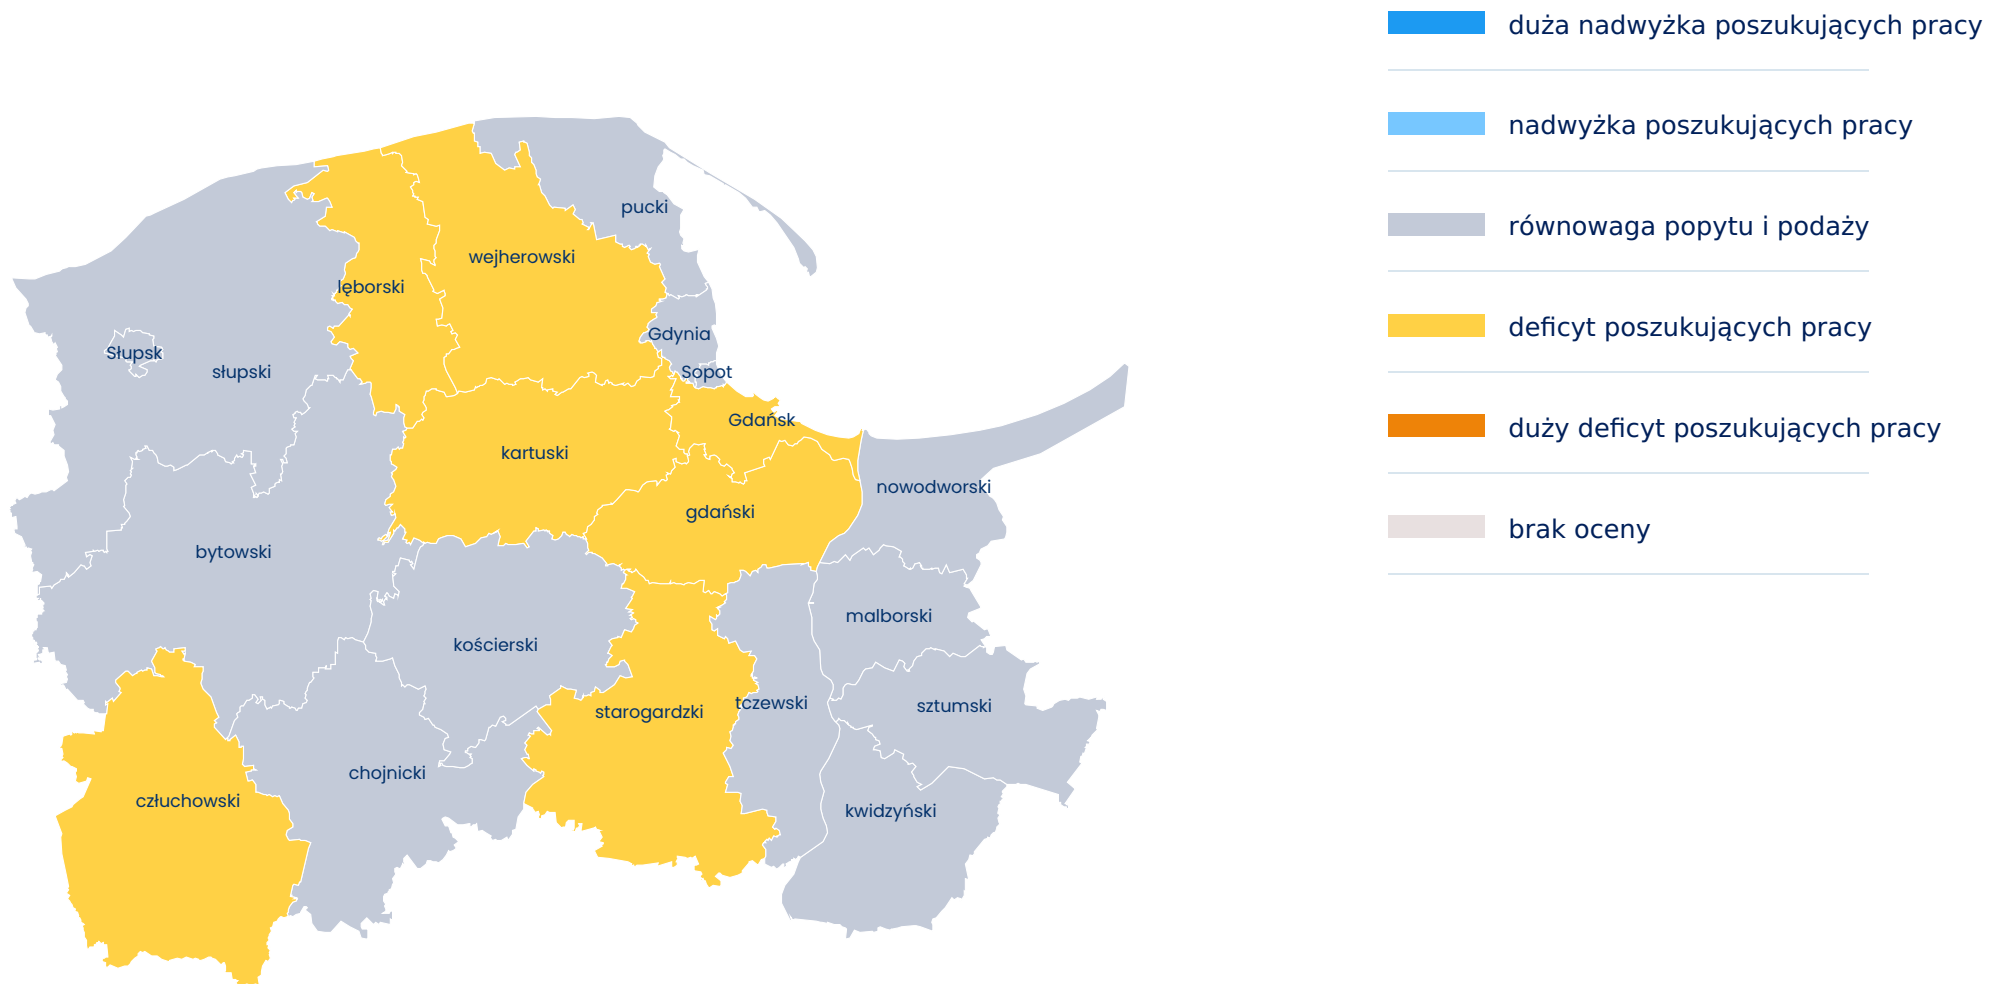 duża nadwyżka poszukujących pracy
nadwyżka poszukujących pracy
równowaga popytu i podaży
deficyt poszukujących pracy
duży deficyt poszukujących pracy
brak oceny
pucki
wejherowski
lęborski
Gdynia
Słupsk
słupski
Sopot
Gdańsk
kartuski
nowodworski
gdański
bytowski
malborski
kościerski
tczewski
sztumski
starogardzki
chojnicki
człuchowski
kwidzyński